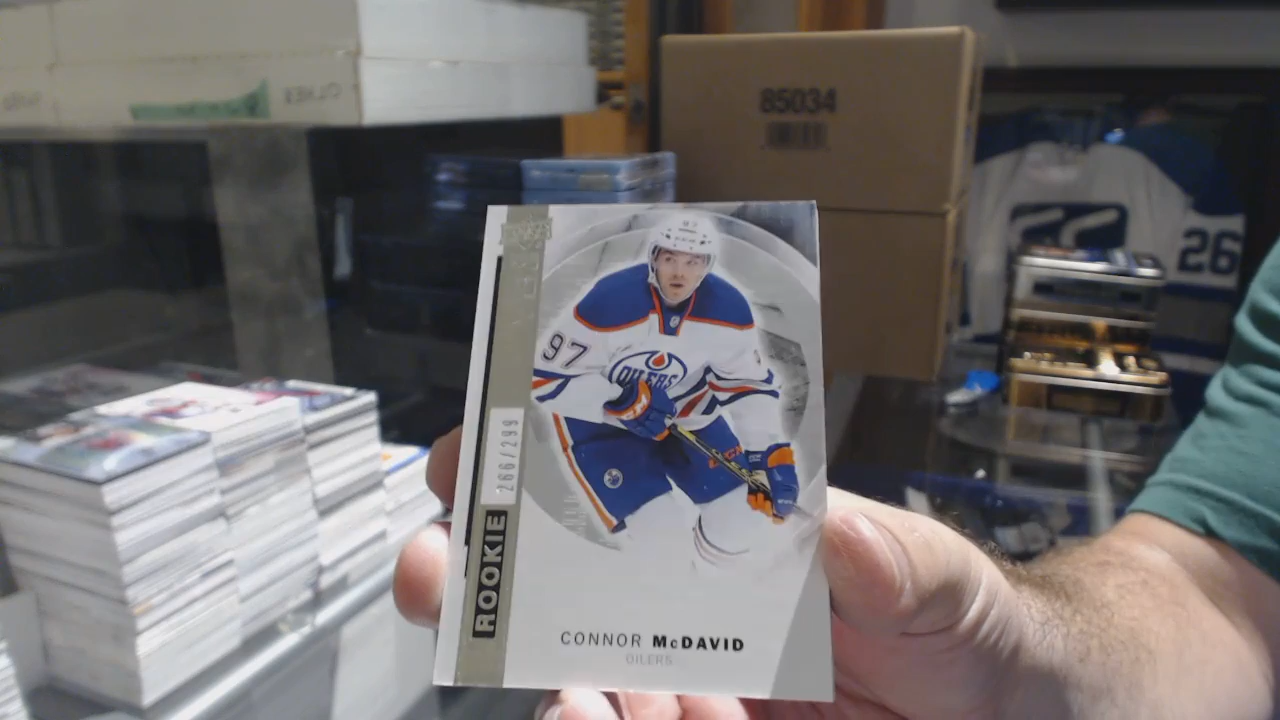 85034
26
97
OILERS
266/299
ROOKIE
CONNOR McDAVID
OILERS